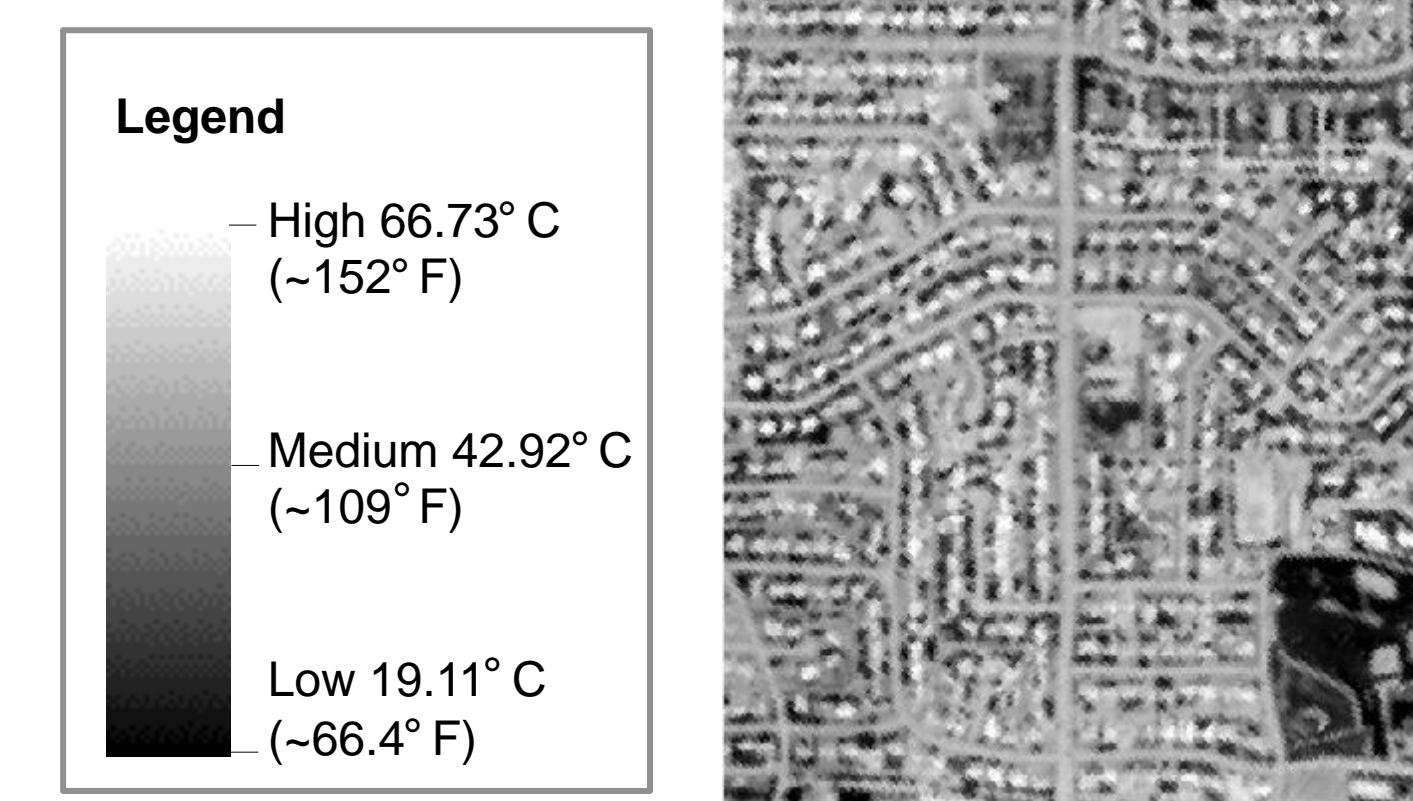 Legend
High 66.73° C
(~152° F)
Medium 42.92° C
(~109° F)
Low 19.11° C
(~66.4° F)